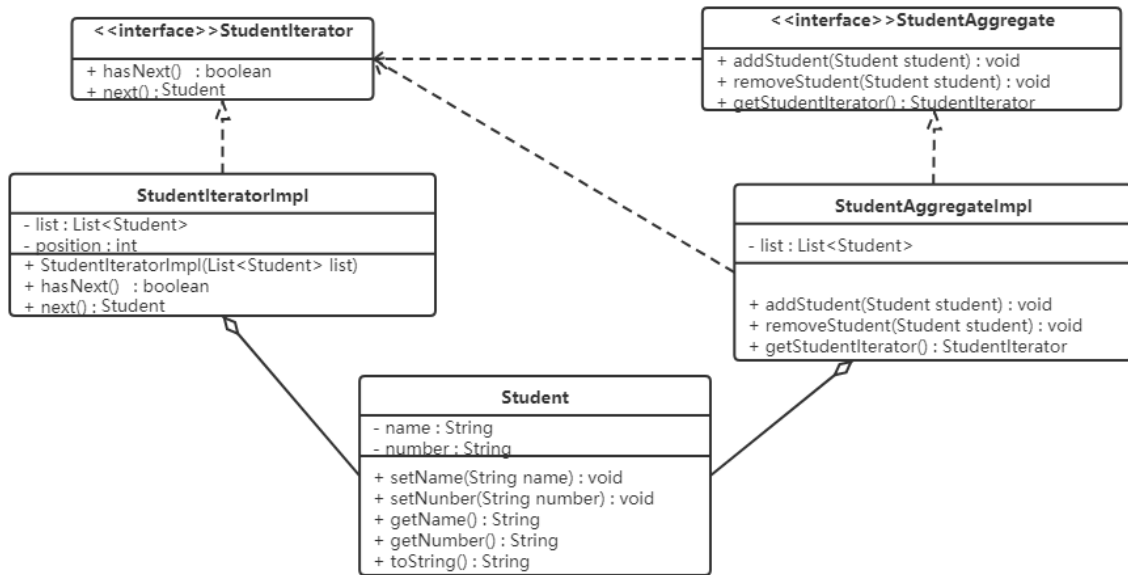 <<interface>>StudentIterator
+ hasNext() : boolean
+ next() : Student
<<interface>>StudentAggregate
+ addStudent(Student student) : void
+ removeStudent(Student student) : void
+ getStudentIterator() : StudentIterator
StudentIteratorImpl
- list : List<Student>
- position : int
+ StudentIteratorImpl(List<Student> list)
+ hasNext() : boolean
+ next() : Student
StudentAggregateImpl
- list : List<Student>
+ addStudent(Student student) : void
+ removeStudent(Student student) : void
+ getStudentIterator() : StudentIterator
Student
- name : String
- number : String
+ setName(String name) : void
+ setNunber(String number) : void
+ getName() : String
+ getNumber() : String
+ toString() : String